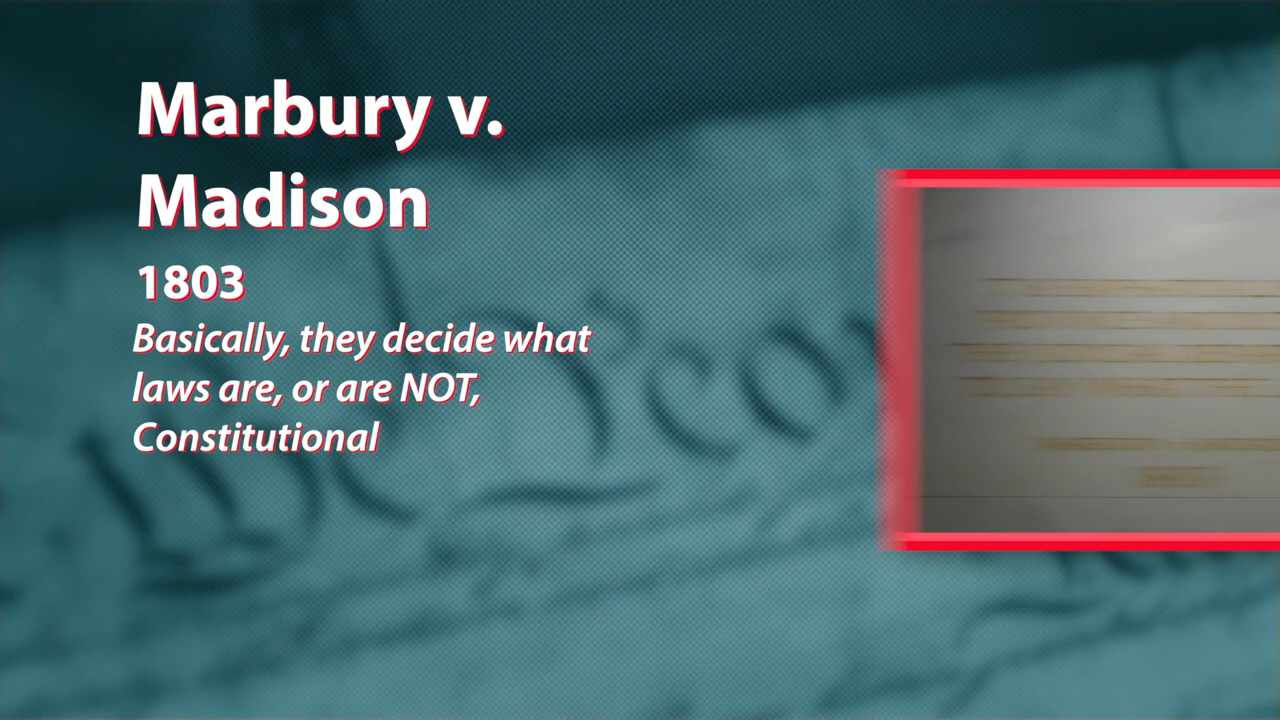 Marbury v.
Madison
1803
Basically, they decide what
laws are, or are NOT,
Constitutional